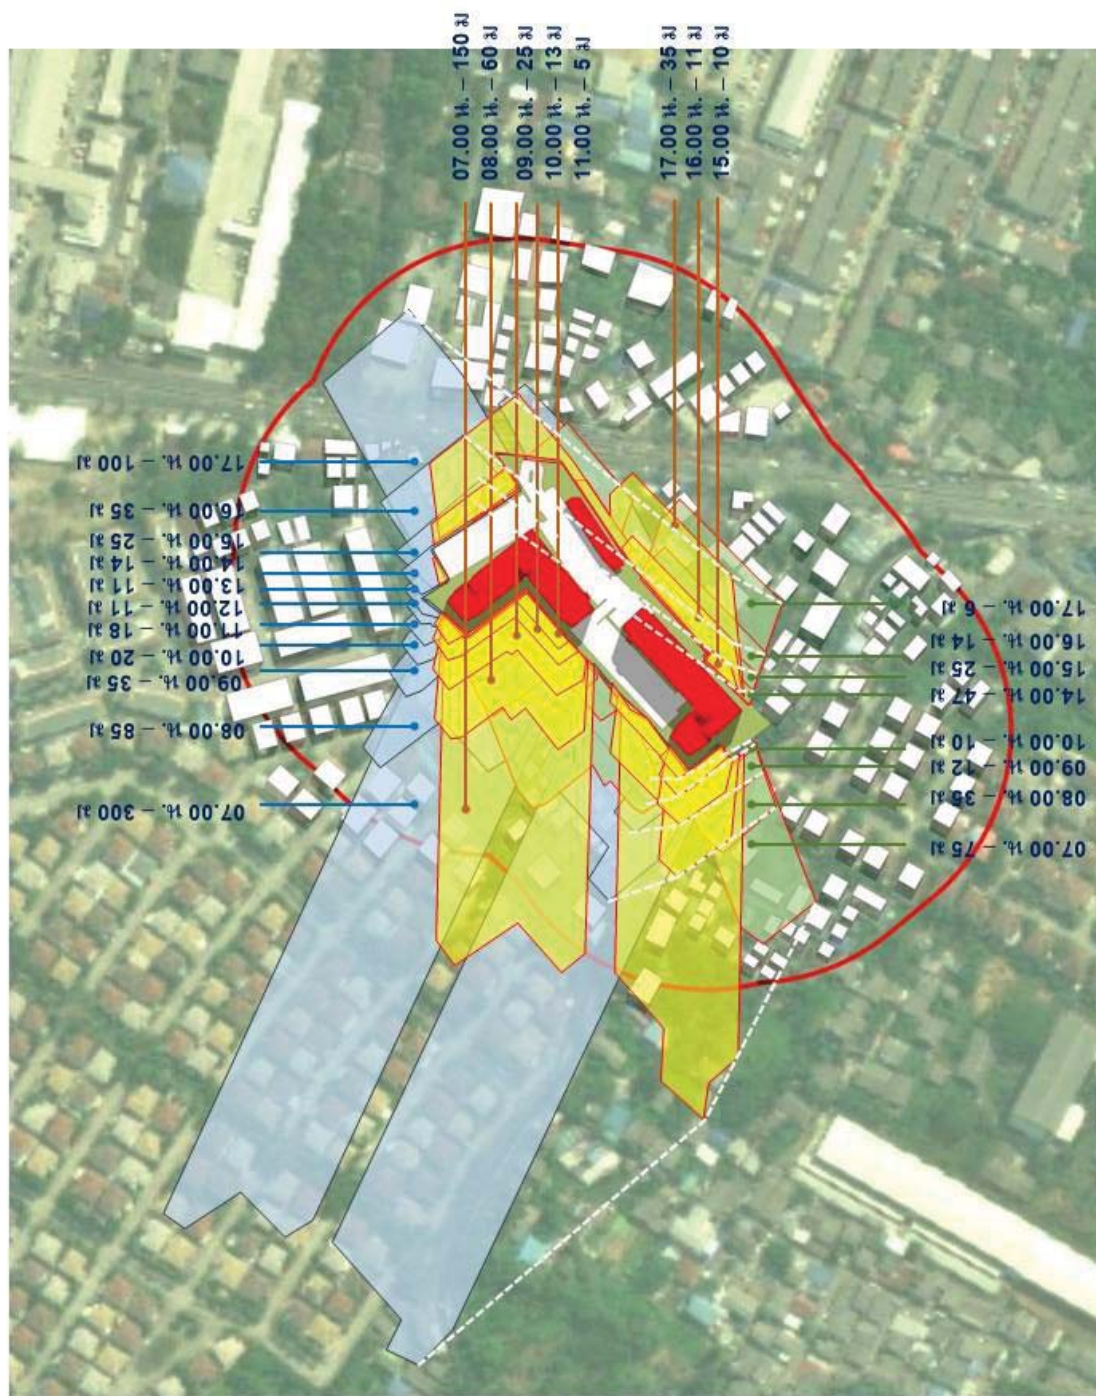 07.00 น. – 150 ม
08.00 น. – 60 ม
09.00 น. – 25 ม
10.00 น. – 13 ม
11.00 น. – 5 ม
17.00 น. – 35 ม
16.00 น. – 11 ม
15.00 น. – 10 ม
17.00 น. – 100 ม
16.00 น. – 35 ม
16.00 น. – 25 ม
14.00 น. – 14 ม
13.00 น. – 11 ม
12.00 น. – 11 ม
11.00 น. – 18 ม
10.00 น. – 20 ม
09.00 น. – 35 ม
08.00 น. – 85 ม
07.00 น. – 300 ม
17.00 น. – 6 ม
16.00 น. – 14 ม
15.00 น. – 25 ม
14.00 น. – 47 ม
10.00 น. – 10 ม
09.00 น. – 12 ม
08.00 น. – 35 ม
07.00 น. – 75 ม